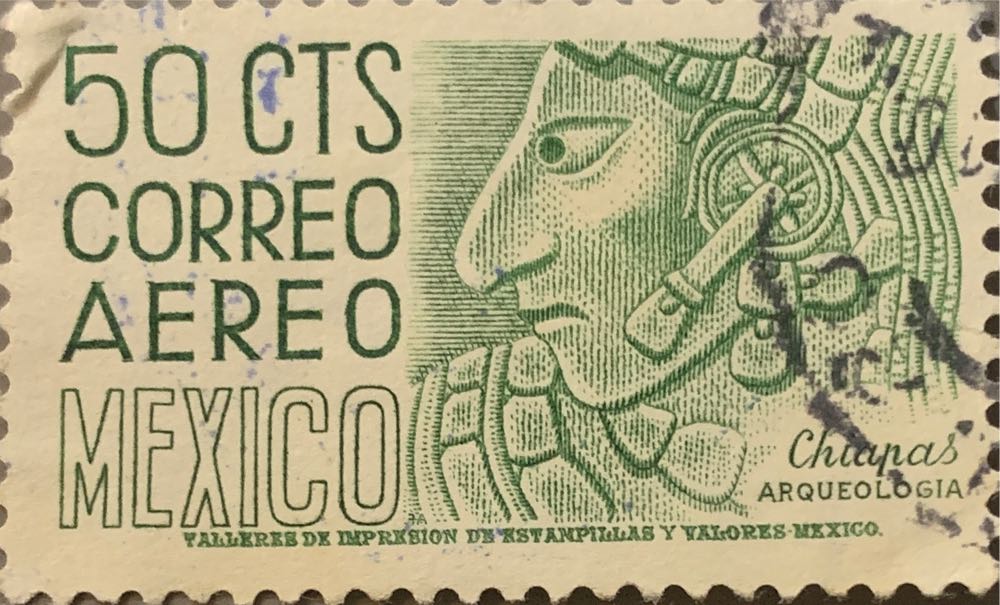 50 CTS
CORREO
AEREO
MEXICO
Chiapas
ARQUEOLOGIA
TALLERES DE IMPRESION DE ESTAMPILLAS Y VALORES-MEXICO.